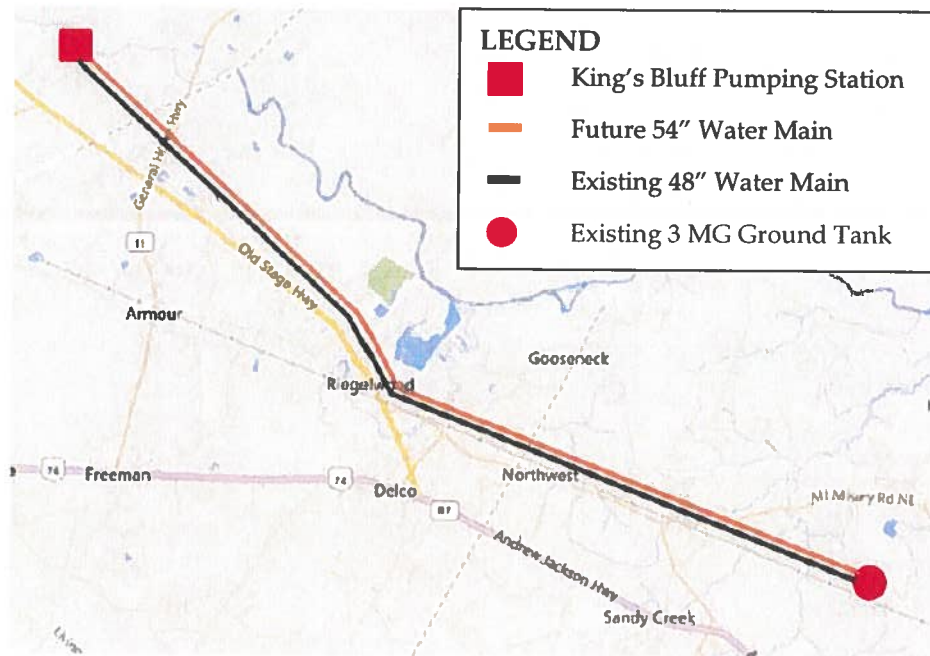 LEGEND
King's Bluff Pumping Station
Future 54" Water Main
Existing 48" Water Main
Existing 3 MG Ground Tank
11
Old Stage Hwy
Armour
Gooseneck
Riegelwood
Freeman
74
Delco
87
Northwest
Andrew Jackson Hwy
Sandy Creek